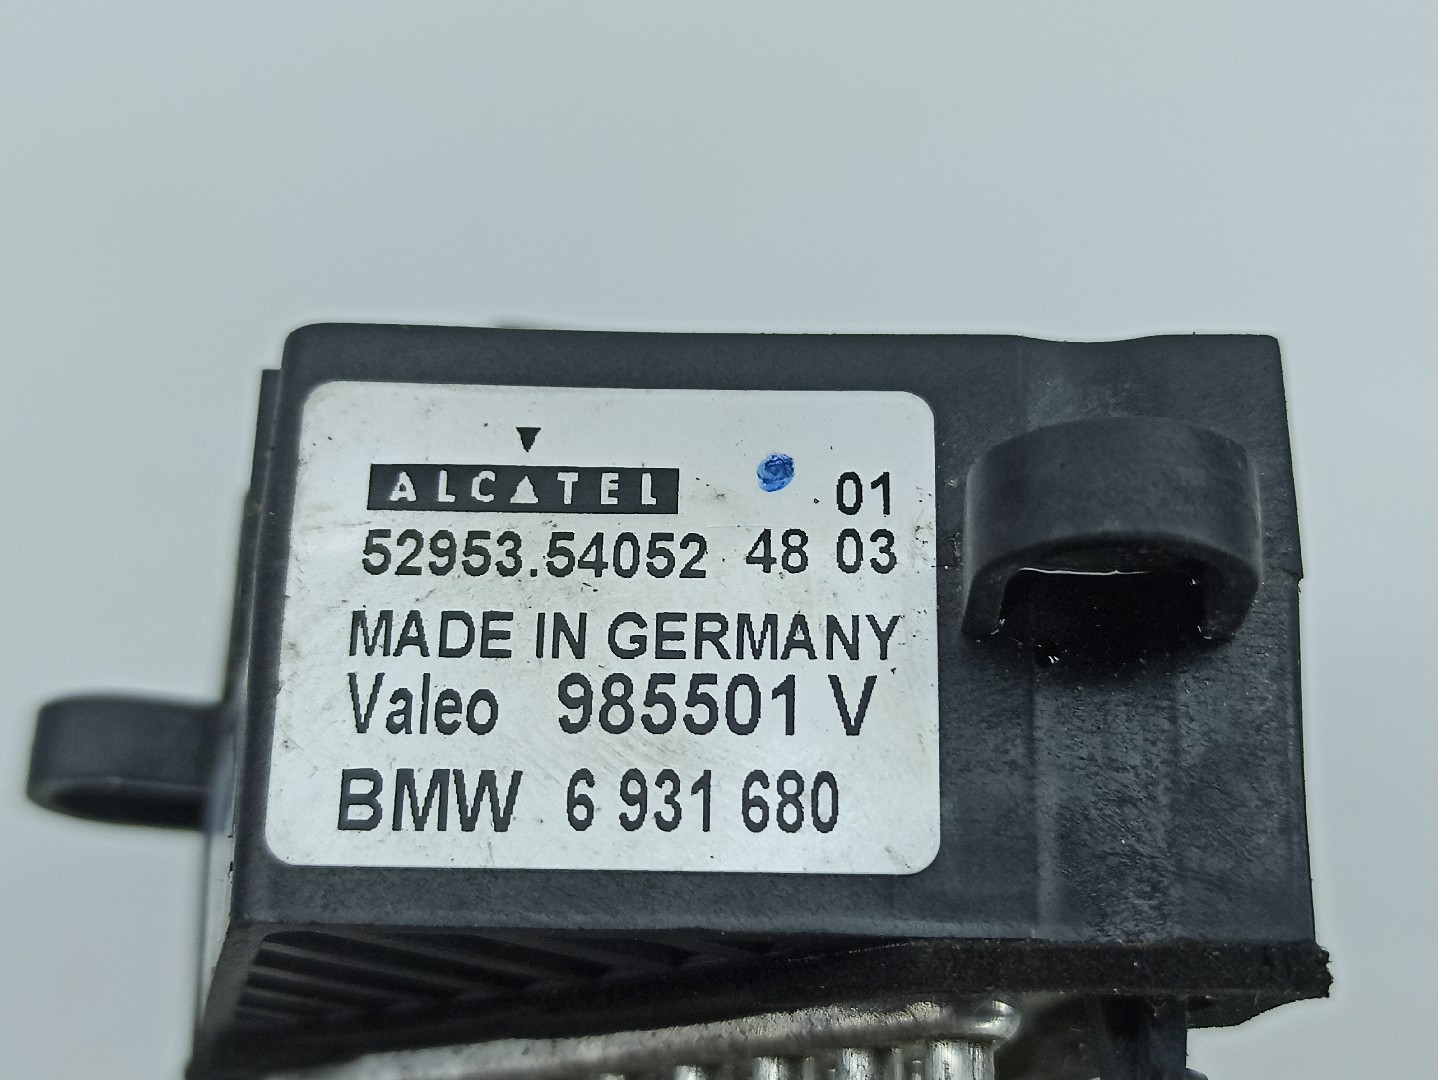 ALCATEL 01
52953.54052 48 03
MADE IN GERMANY
Valeo 985501 V
BMW 6 931 680